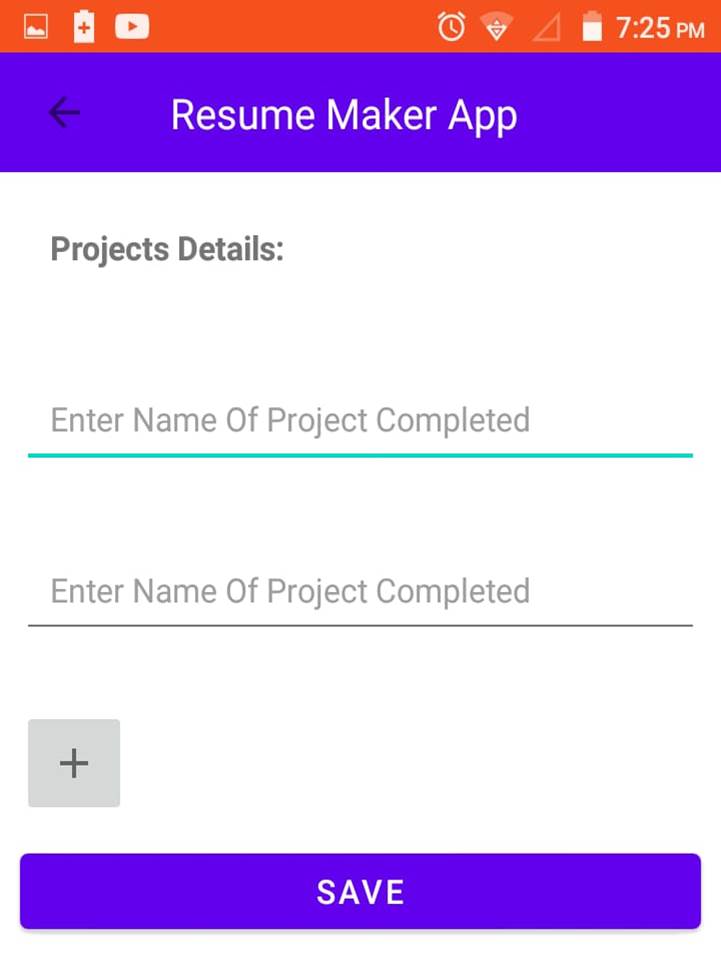 7:25 PM
Resume Maker App
Projects Details:
Enter Name Of Project Completed
Enter Name Of Project Completed
+
SAVE